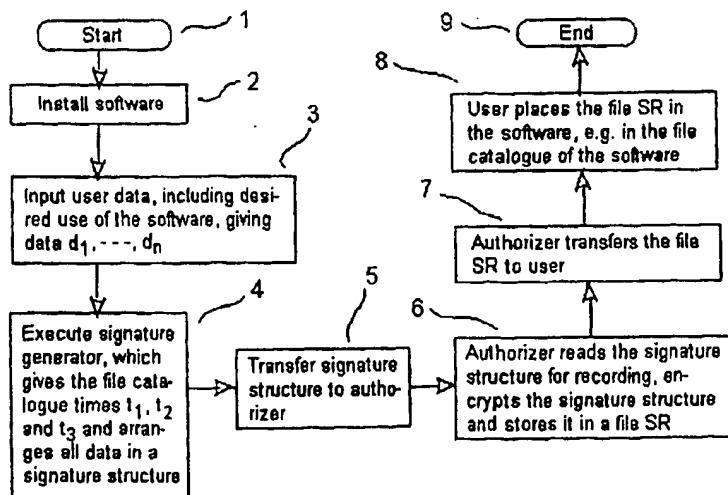 1
Start
2
Install software
3
Input user data, including desi-
red use of the software, giving
data d1, ---, dn
4
Execute signature
generator, which
gives the file cata-
logue times t1, t2
and t3 and arran-
ges all data in a
signature structure
5
Transfer signature
structure to autho-
rizer
6
Authorizer reads the signature
structure for recording, en-
crypts the signature structure
and stores it in a file SR
7
Authorizer transfers the file
SR to user
8
User places the file SR in
the software, e.g. in the file
catalogue of the software
9
End